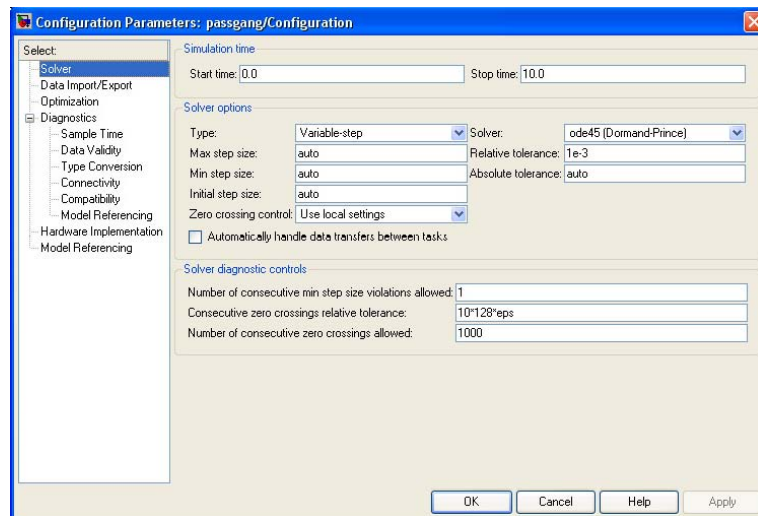 Configuration Parameters: passgang/Configuration
Select:
Solver
Data Import/Export
Optimization
Diagnostics
Sample Time
Data Validity
Type Conversion
Connectivity
Compatibility
Model Referencing
Hardware Implementation
Model Referencing
Simulation time
Start time: 0.0 Stop time: 10.0
Solver options
Type: Variable-step Solver: ode45 (Dormand-Prince)
Max step size: auto Relative tolerance: 1e-3
Min step size: auto Absolute tolerance: auto
Initial step size: auto
Zero crossing control: Use local settings
Automatically handle data transfers between tasks
Solver diagnostic controls
Number of consecutive min step size violations allowed: 1
Consecutive zero crossings relative tolerance: 10*128*eps
Number of consecutive zero crossings allowed: 1000
OK Cancel Help Apply